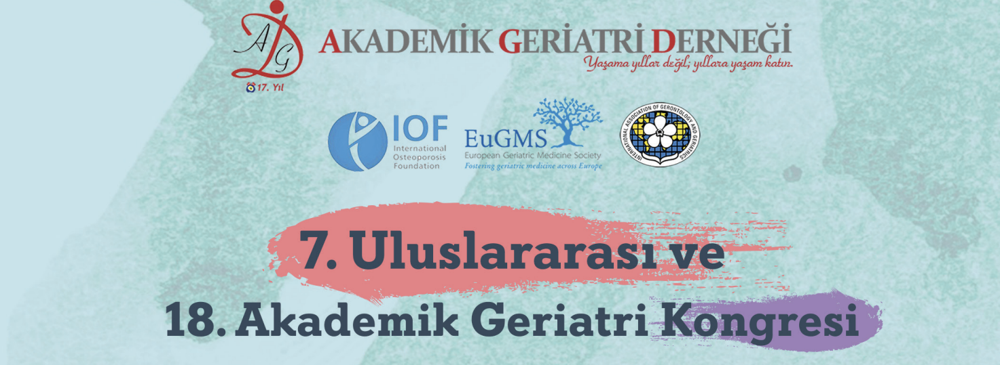 ADG
AKADEMİK GERİATRİ DERNEĞİ
Yaşama yıllar değil; yıllara yaşam katın.
17. Yıl
IOF
International
Osteoporosis
Foundation
EuGMS
European Geriatric Medicine Society
Fostering geriatric medicine across Europe
INTERNATIONAL ASSOCIATION OF GERONTOLOGY AND GERIATRICS
7. Uluslararası ve
18. Akademik Geriatri Kongresi